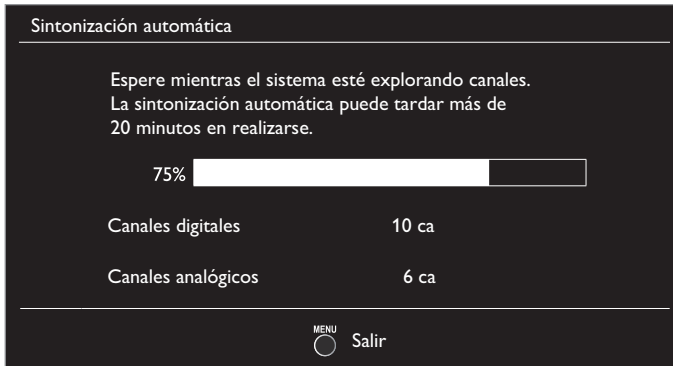 Sintonización automática
Espere mientras el sistema esté explorando canales.
La sintonización automática puede tardar más de
20 minutos en realizarse.
75%
Canales digitales 10 ca
Canales analógicos 6 ca
MENU Salir